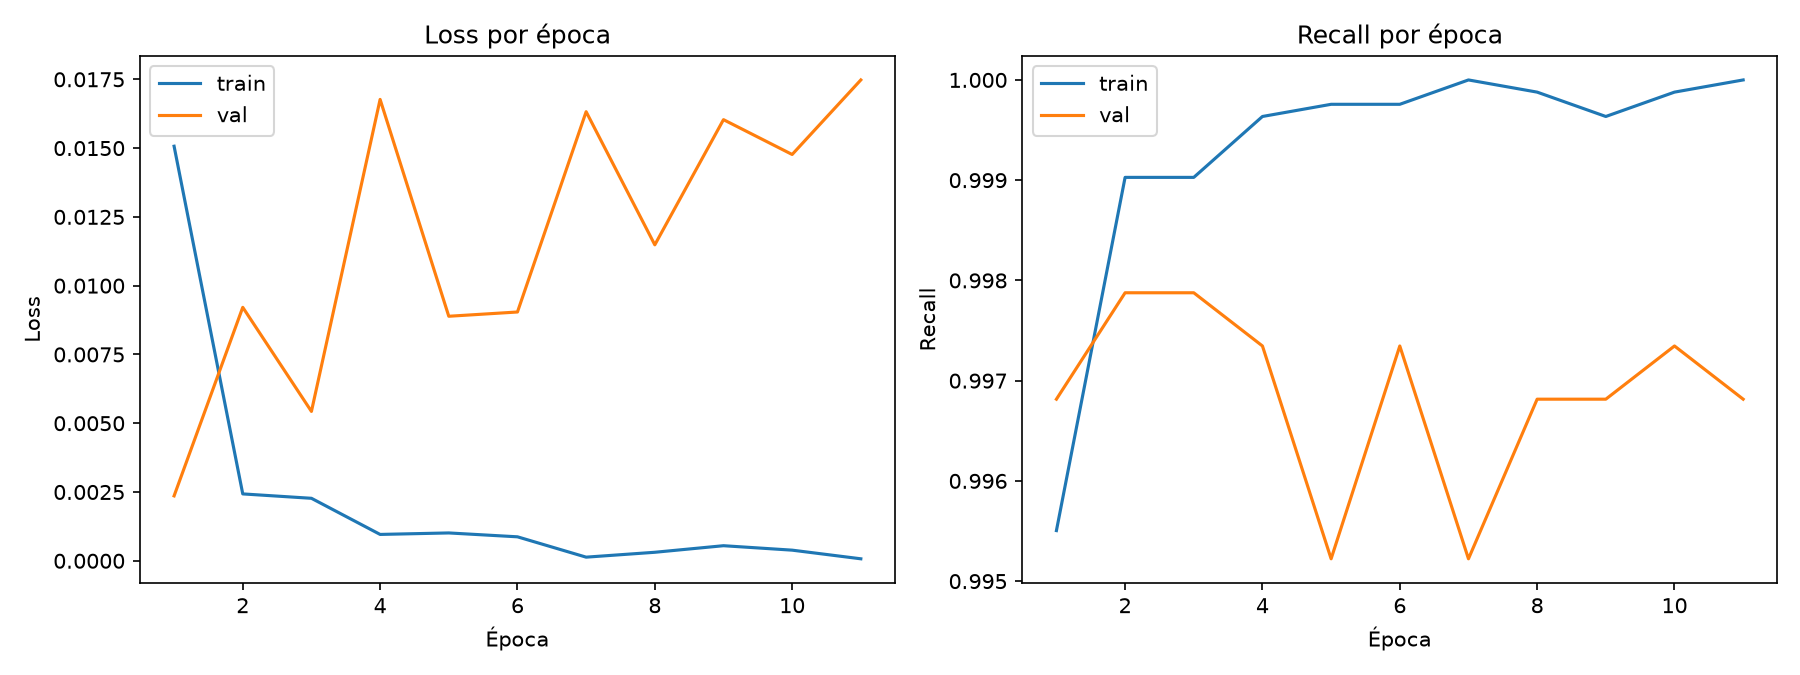 Loss por época
train
val
0.0175
0.0150
0.0125
0.0100
0.0075
0.0050
0.0025
0.0000
Loss
2 4 6 8 10
Época
Recall por época
train
val
1.000
0.999
0.998
0.997
0.996
0.995
Recall
2 4 6 8 10
Época